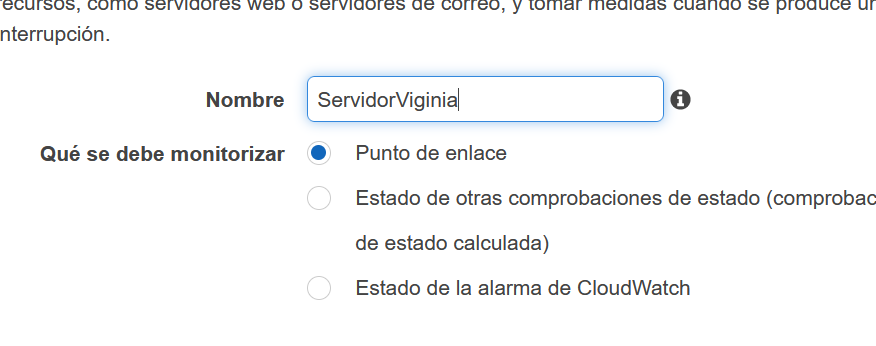 recursos, como servidores web o servidores de correo, y tomar medidas cuando se produce un
nterrupción.
Nombre ServidorViginia
Qué se debe monitorizar Punto de enlace
Estado de otras comprobaciones de estado (comprobac
de estado calculada)
Estado de la alarma de CloudWatch